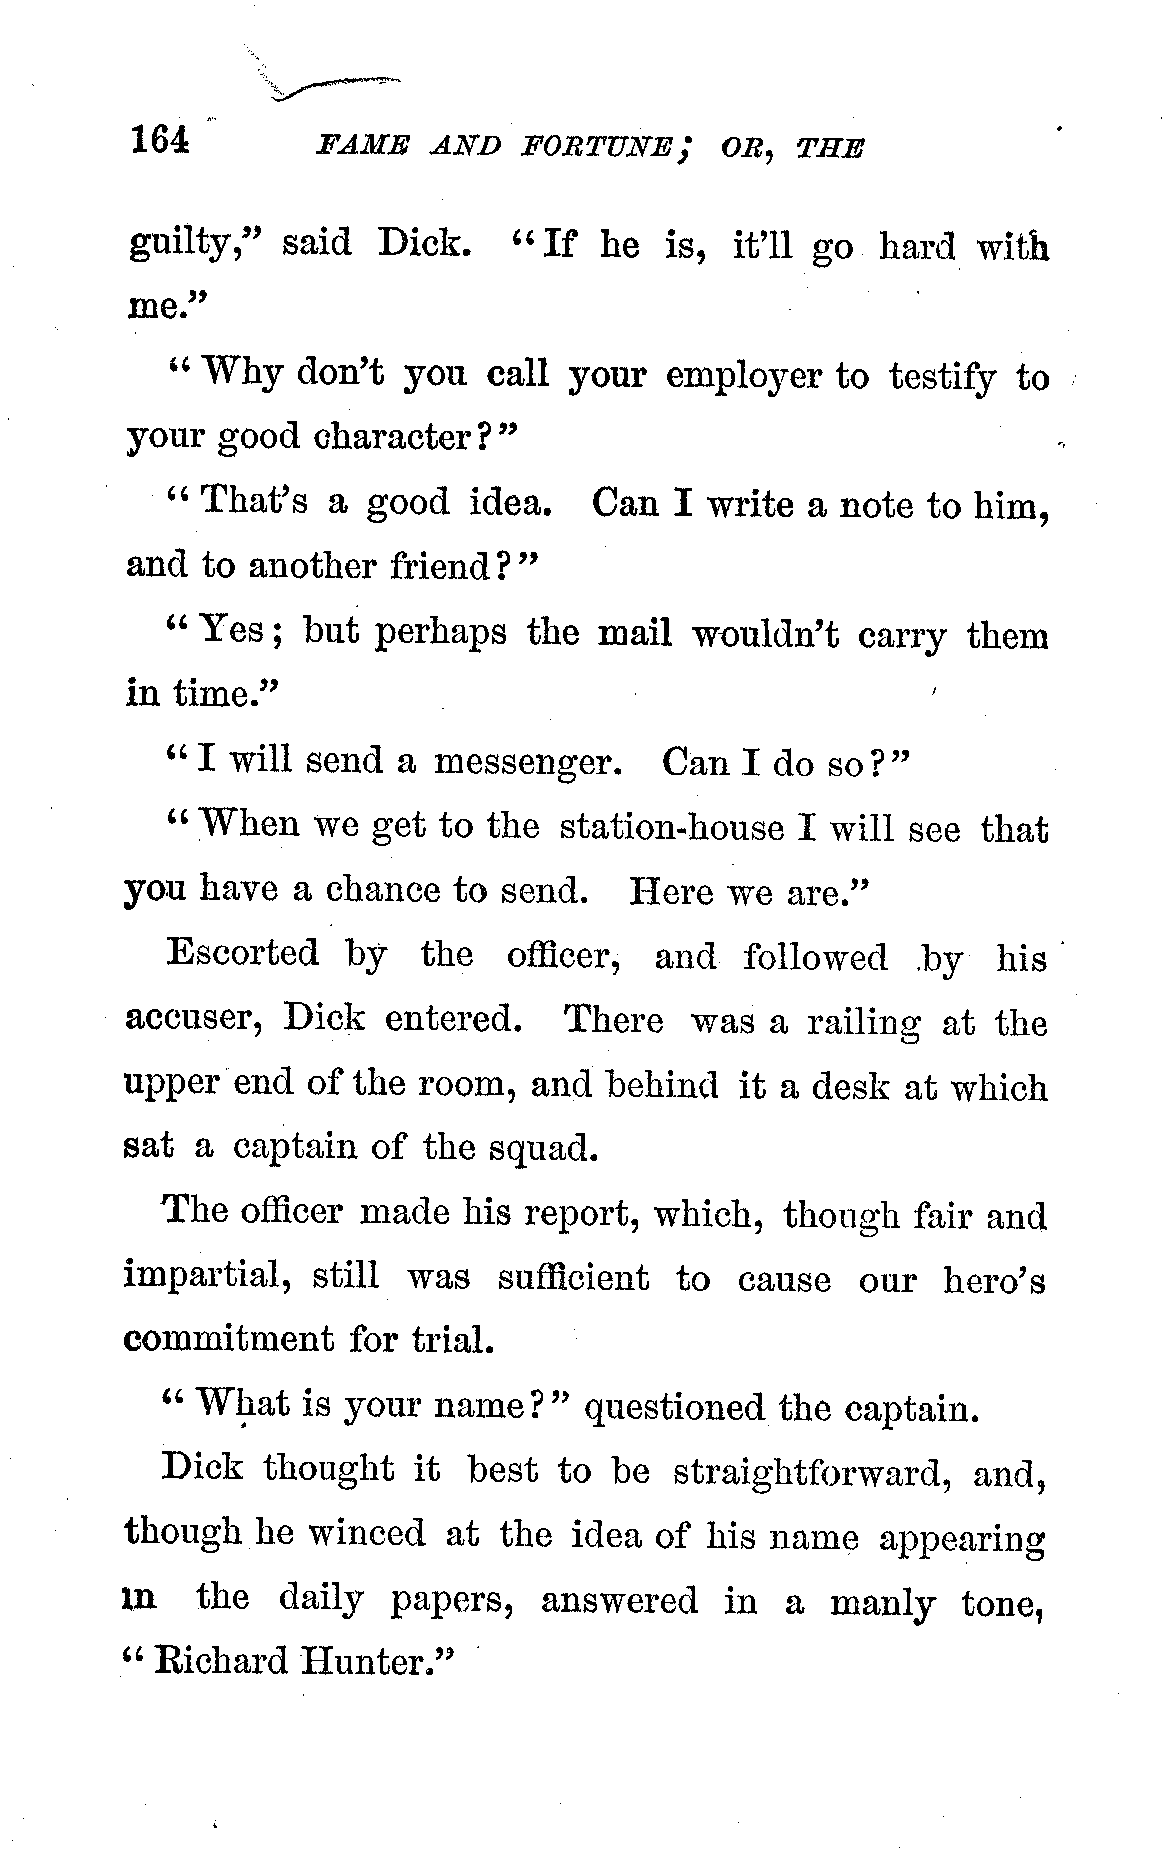 164 FAME AND FORTUNE; OR, THE
guilty," said Dick. "If he is, it'll go hard with
me."
"Why don't you call your employer to testify to
your good character?"
"That's a good idea. Can I write a note to him,
and to another friend?"
"Yes; but perhaps the mail wouldn't carry them
in time."
"I will send a messenger. Can I do so?"
"When we get to the station-house I will see that
you have a chance to send. Here we are."
Escorted by the officer, and followed by his
accuser, Dick entered. There was a railing at the
upper end of the room, and behind it a desk at which
sat a captain of the squad.
The officer made his report, which, though fair and
impartial, still was sufficient to cause our hero's
commitment for trial.
"What is your name?" questioned the captain.
Dick thought it best to be straightforward, and,
though he winced at the idea of his name appearing
in the daily papers, answered in a manly tone,
"Richard Hunter."